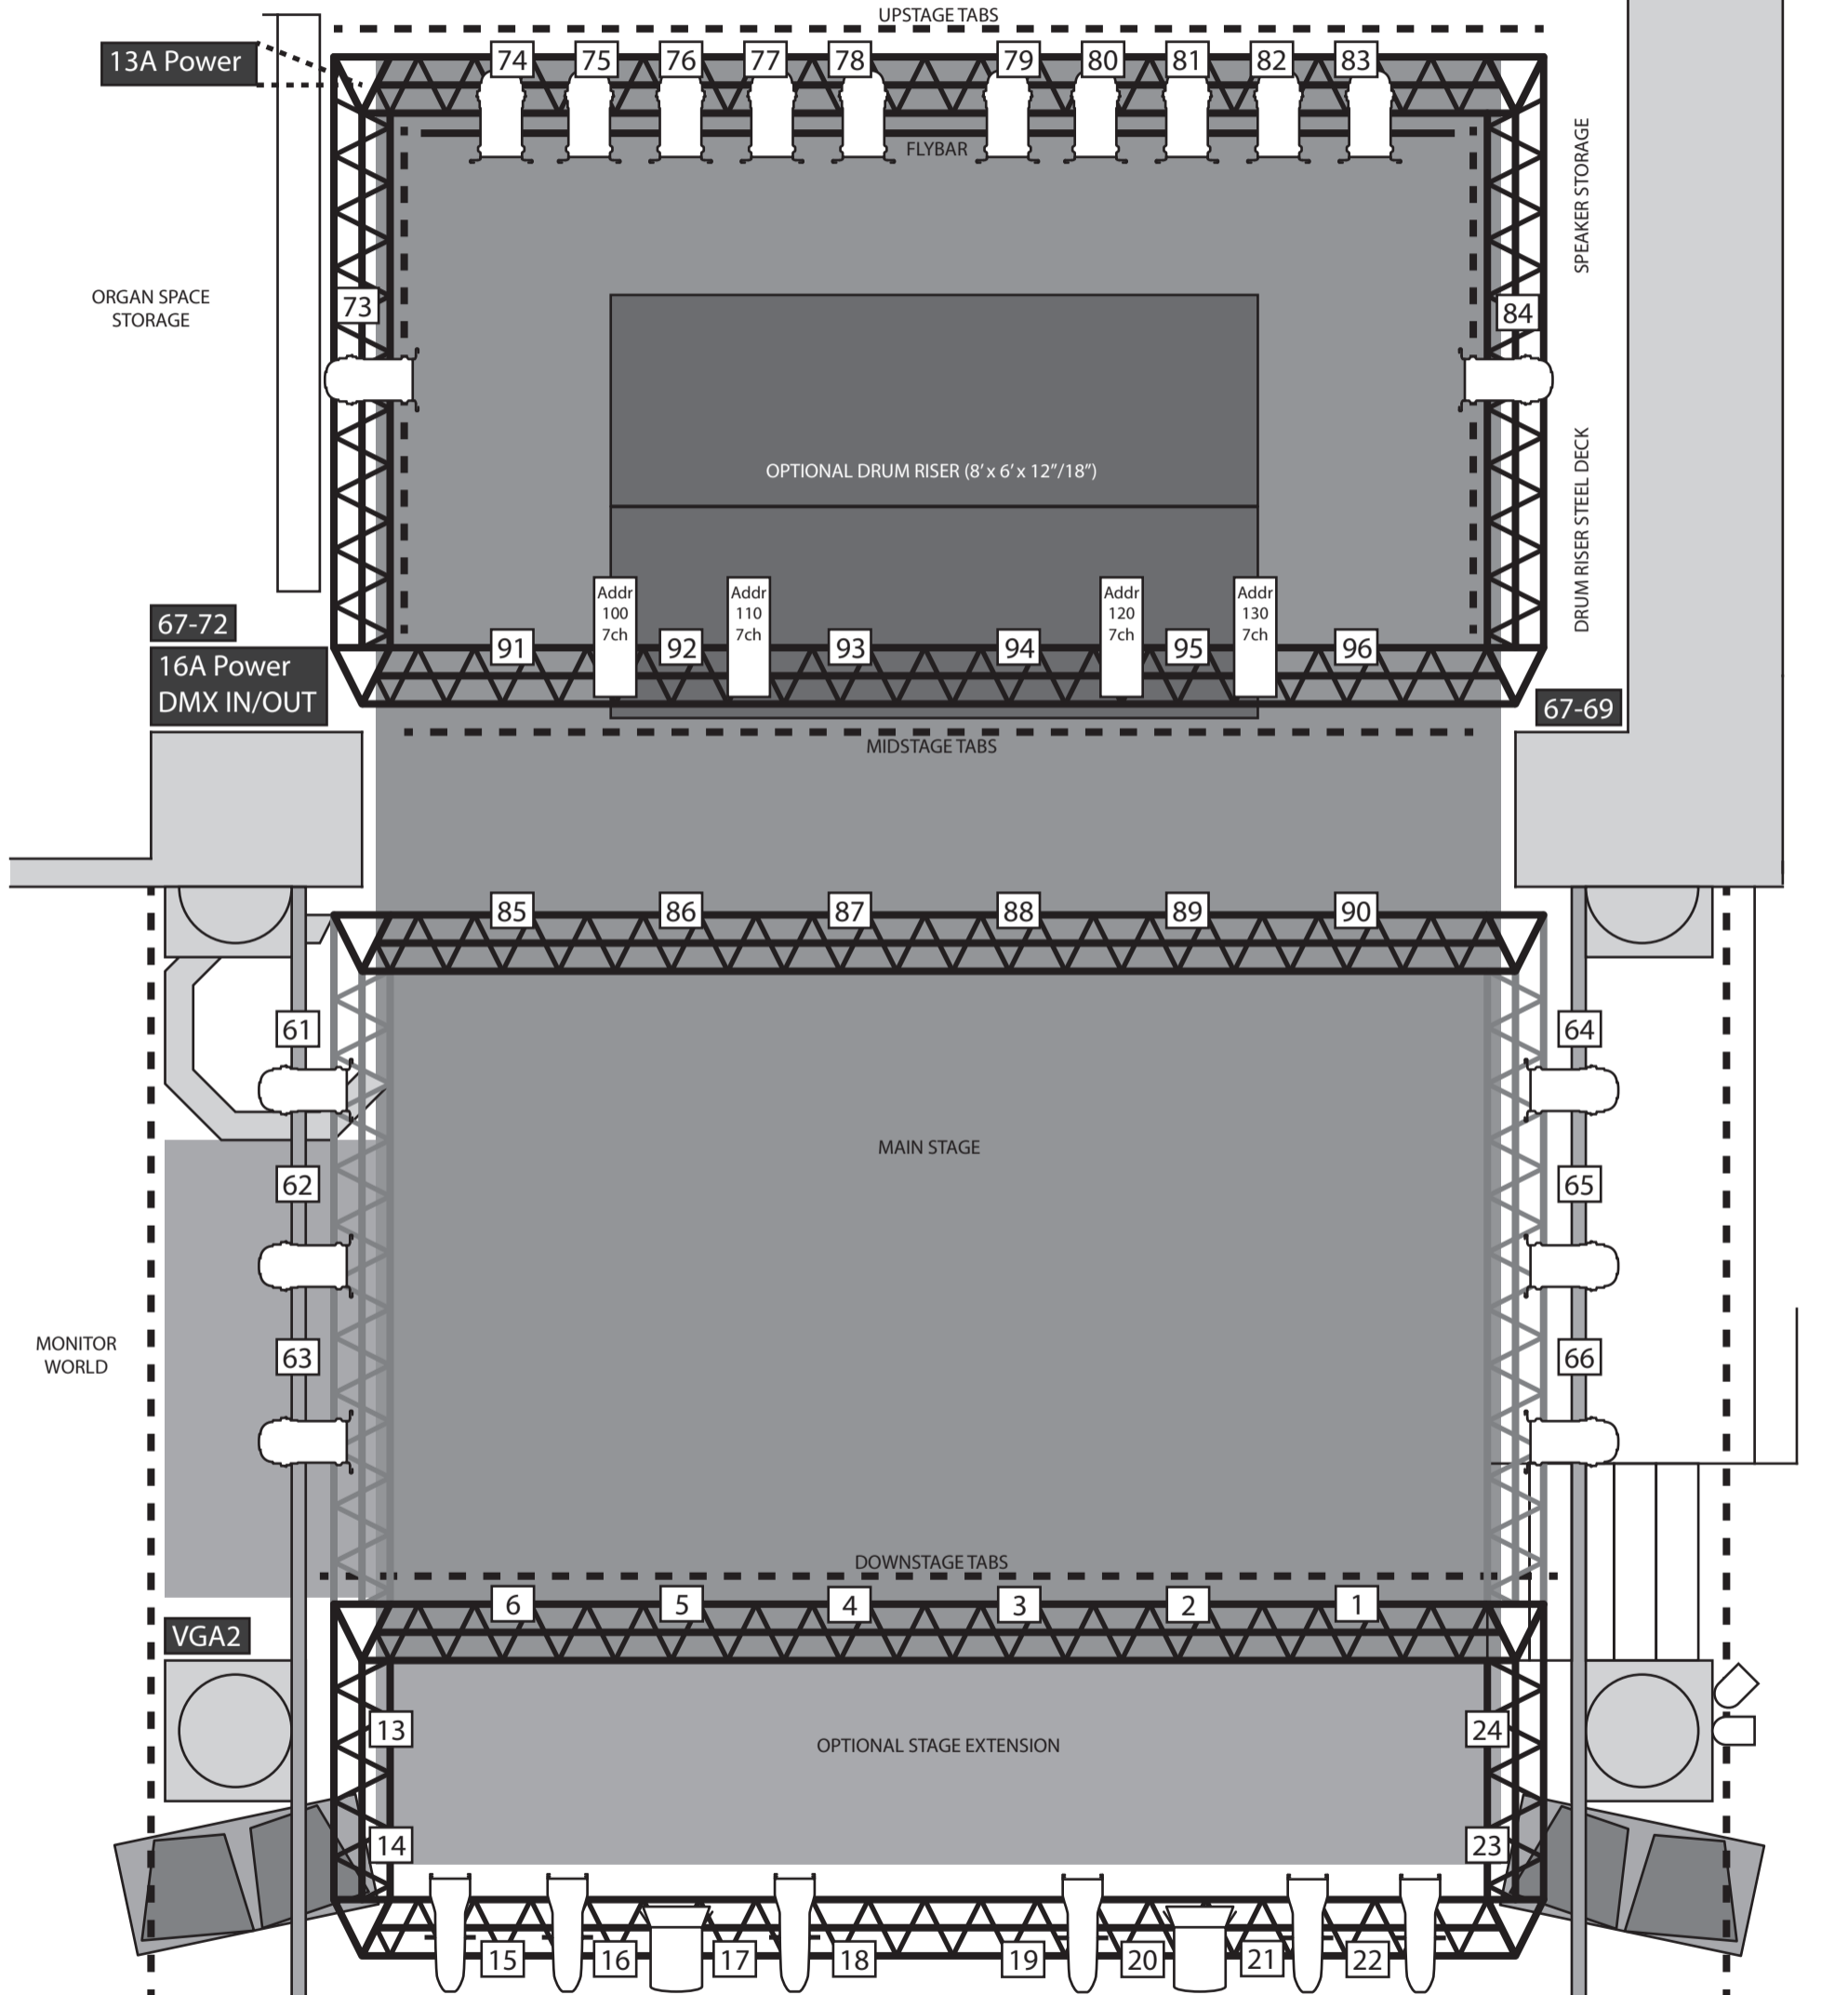 UPSTAGE TABS
13A Power
74 75 76 77 78 79 80 81 82 83
FLYBAR
SPEAKER STORAGE
ORGAN SPACE
STORAGE
73
84
OPTIONAL DRUM RISER (8’ x 6’ x 12”/18”)
DRUM RISER STEEL DECK
Addr
100
7ch
Addr
110
7ch
Addr
120
7ch
Addr
130
7ch
67-72
91 92 93 94 95 96
16A Power
DMX IN/OUT
67-69
MIDSTAGE TABS
85 86 87 88 89 90
61
64
MAIN STAGE
62
65
MONITOR
WORLD
63
66
DOWNSTAGE TABS
6 5 4 3 2 1
VGA2
13
24
OPTIONAL STAGE EXTENSION
14
23
15 16 17 18 19 20 21 22